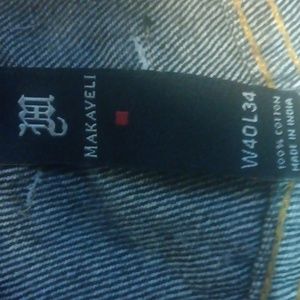 M
MAKAVELI
W40L34
100% COTTON
MADE IN INDIA